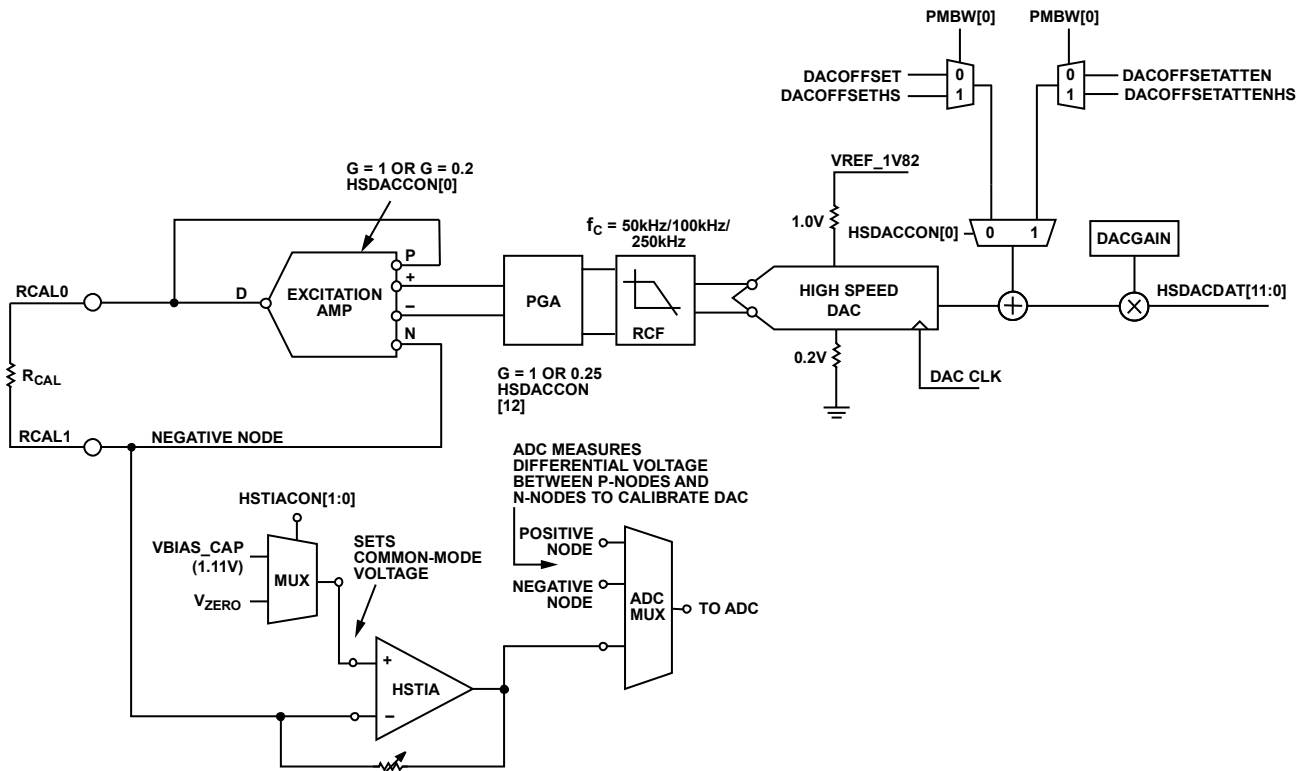 PMBW[0]
PMBW[0]
DACOFFSET
DACOFFSETHS
0
1
0
1
DACOFFSETATTEN
DACOFFSETATTENHS
G = 1 OR G = 0.2
HSDACCON[0]
VREF_1V82
1.0V
fC = 50kHz/100kHz/
250kHz
HSDACCON[0]
0
1
DACGAIN
P
+
−
N
D
EXCITATION
AMP
PGA
RCF
HIGH SPEED
DAC
HSDACDAT[11:0]
+
×
RCAL0
RCAL
RCAL1
0.2V
DAC CLK
G = 1 OR 0.25
HSDACCON
[12]
NEGATIVE NODE
ADC MEASURES
DIFFERENTIAL VOLTAGE
BETWEEN P-NODES AND
N-NODES TO CALIBRATE DAC
HSTIACON[1:0]
VBIAS_CAP
(1.11V)
VZERO
MUX
SETS
COMMON-MODE
VOLTAGE
POSITIVE
NODE
NEGATIVE
NODE
ADC
MUX
TO ADC
+
HSTIA
−